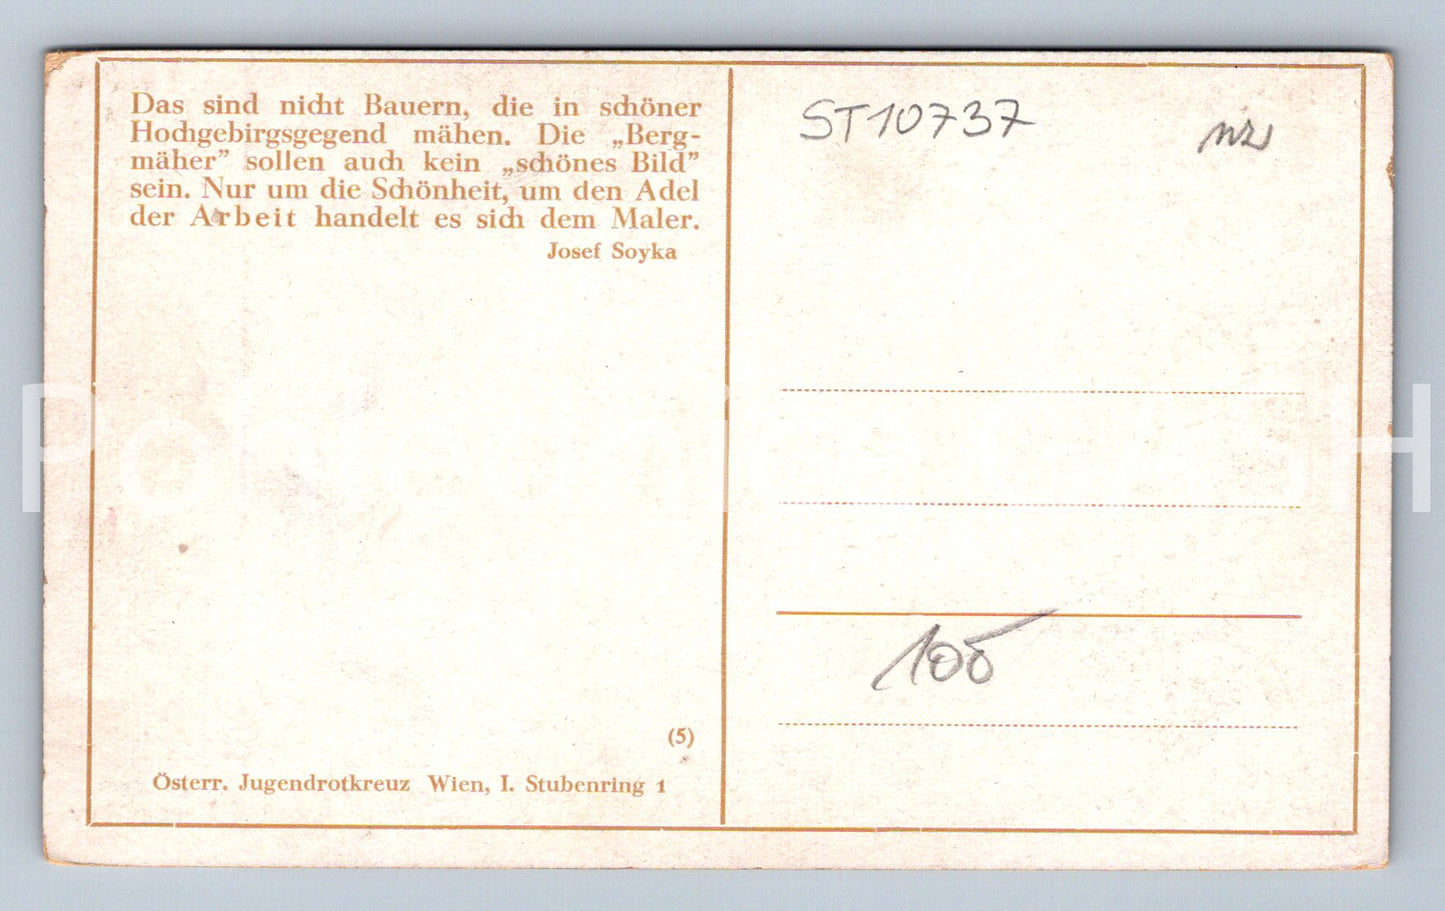 Das sind nicht Bauern, die in schöner
Hochgebirgsgegend mähen. Die „Berg-
mäher” sollen auch kein „schönes Bild”
sein. Nur um die Schönheit, um den Adel
der Arbeit handelt es sich dem Maler.
Josef Soyka
(5)
Österr. Jugendrotkreuz Wien, I. Stubenring 1
ST10737